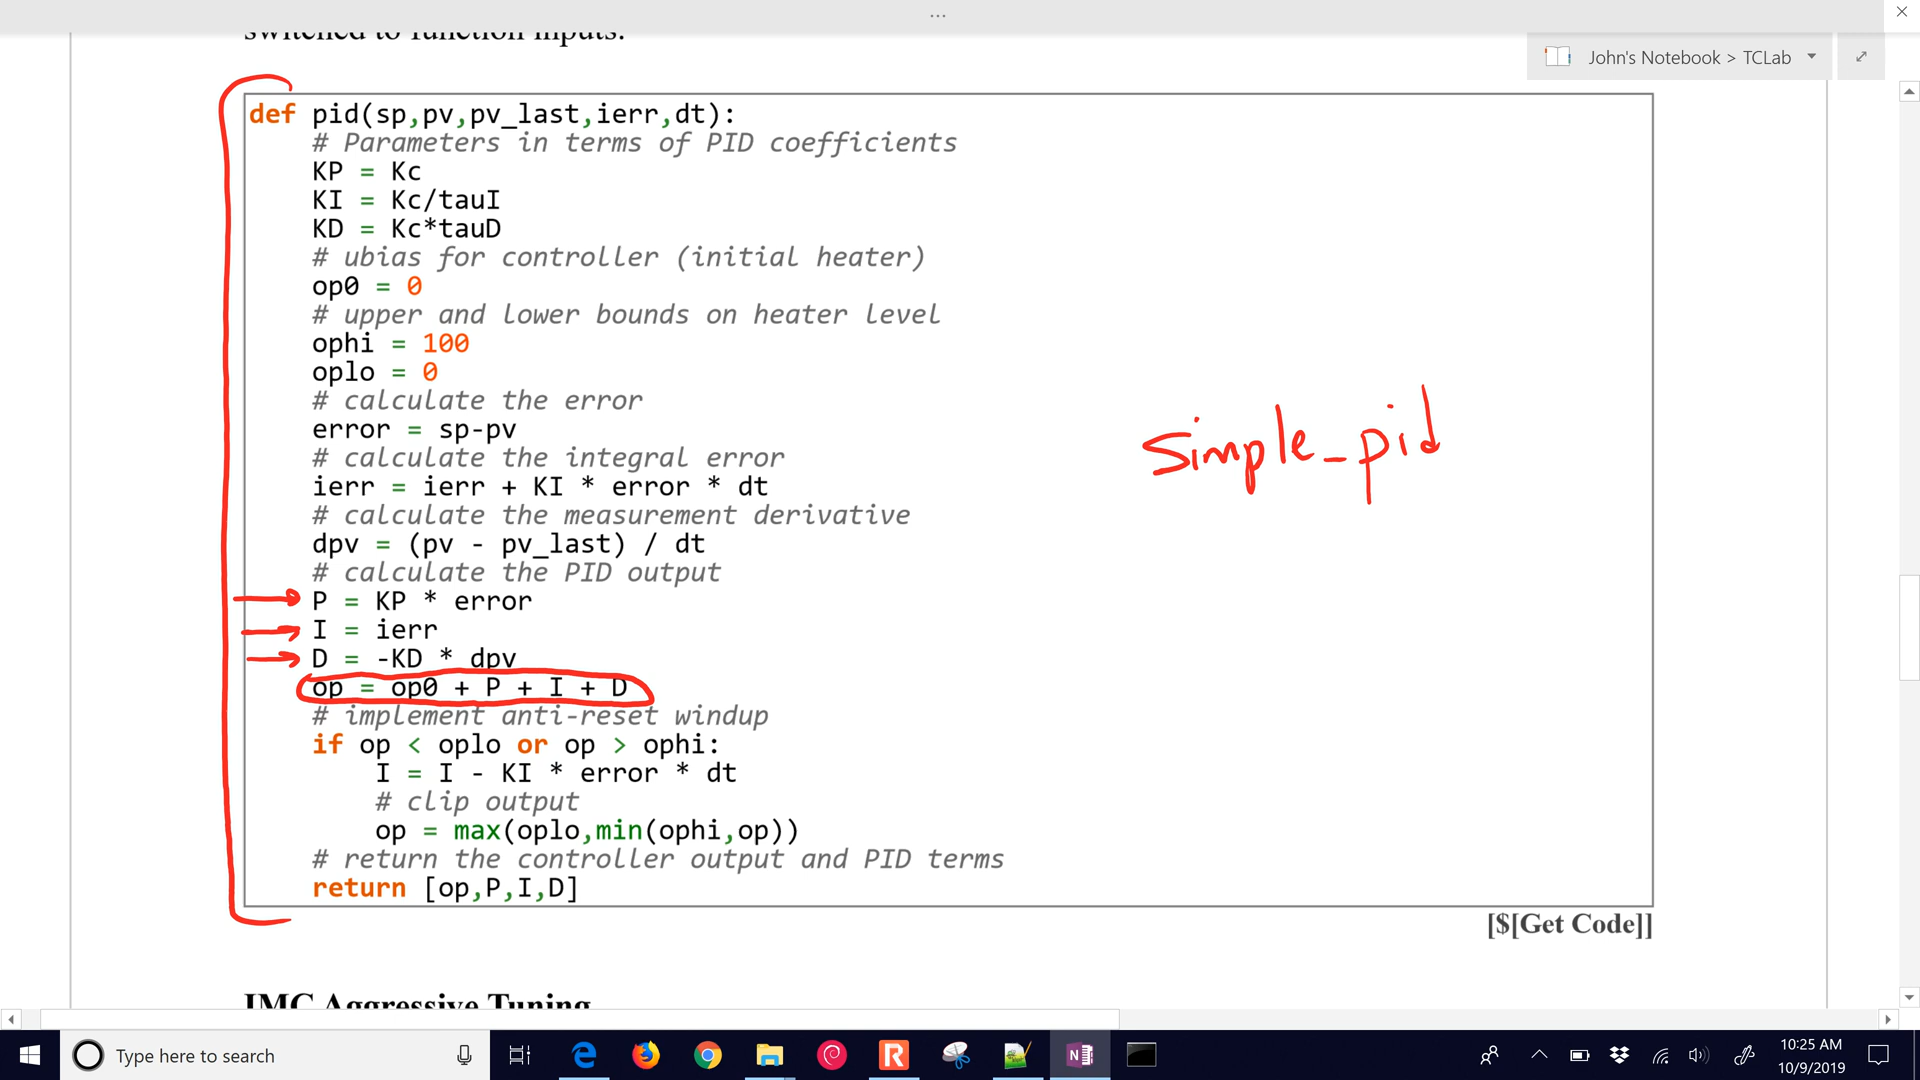 switched to function inputs.
John's Notebook > TCLab
def pid(sp,pv,pv_last,ierr,dt):
# Parameters in terms of PID coefficients
KP = Kc
KI = Kc/tauI
KD = Kc*tauD
# ubias for controller (initial heater)
op0 = 0
# upper and lower bounds on heater level
ophi = 100
oplo = 0
# calculate the error
error = sp-pv
# calculate the integral error
ierr = ierr + KI * error * dt
# calculate the measurement derivative
dpv = (pv - pv_last) / dt
# calculate the PID output
P = KP * error
I = ierr
D = -KD * dpv
op = op0 + P + I + D
# implement anti-reset windup
if op < oplo or op > ophi:
I = I - KI * error * dt
# clip output
op = max(oplo,min(ophi,op))
# return the controller output and PID terms
return [op,P,I,D]
simple_pid
[$[Get Code]]
IMC Aggressive Tuning
Type here to search
10:25 AM
10/9/2019